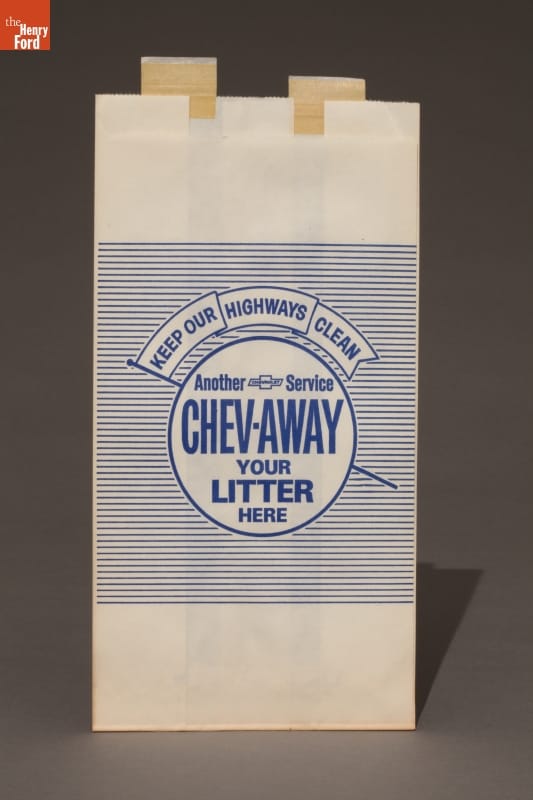 the
Henry
Ford
KEEP OUR HIGHWAYS CLEAN
Another CHEVROLET Service
CHEV-AWAY
YOUR
LITTER
HERE